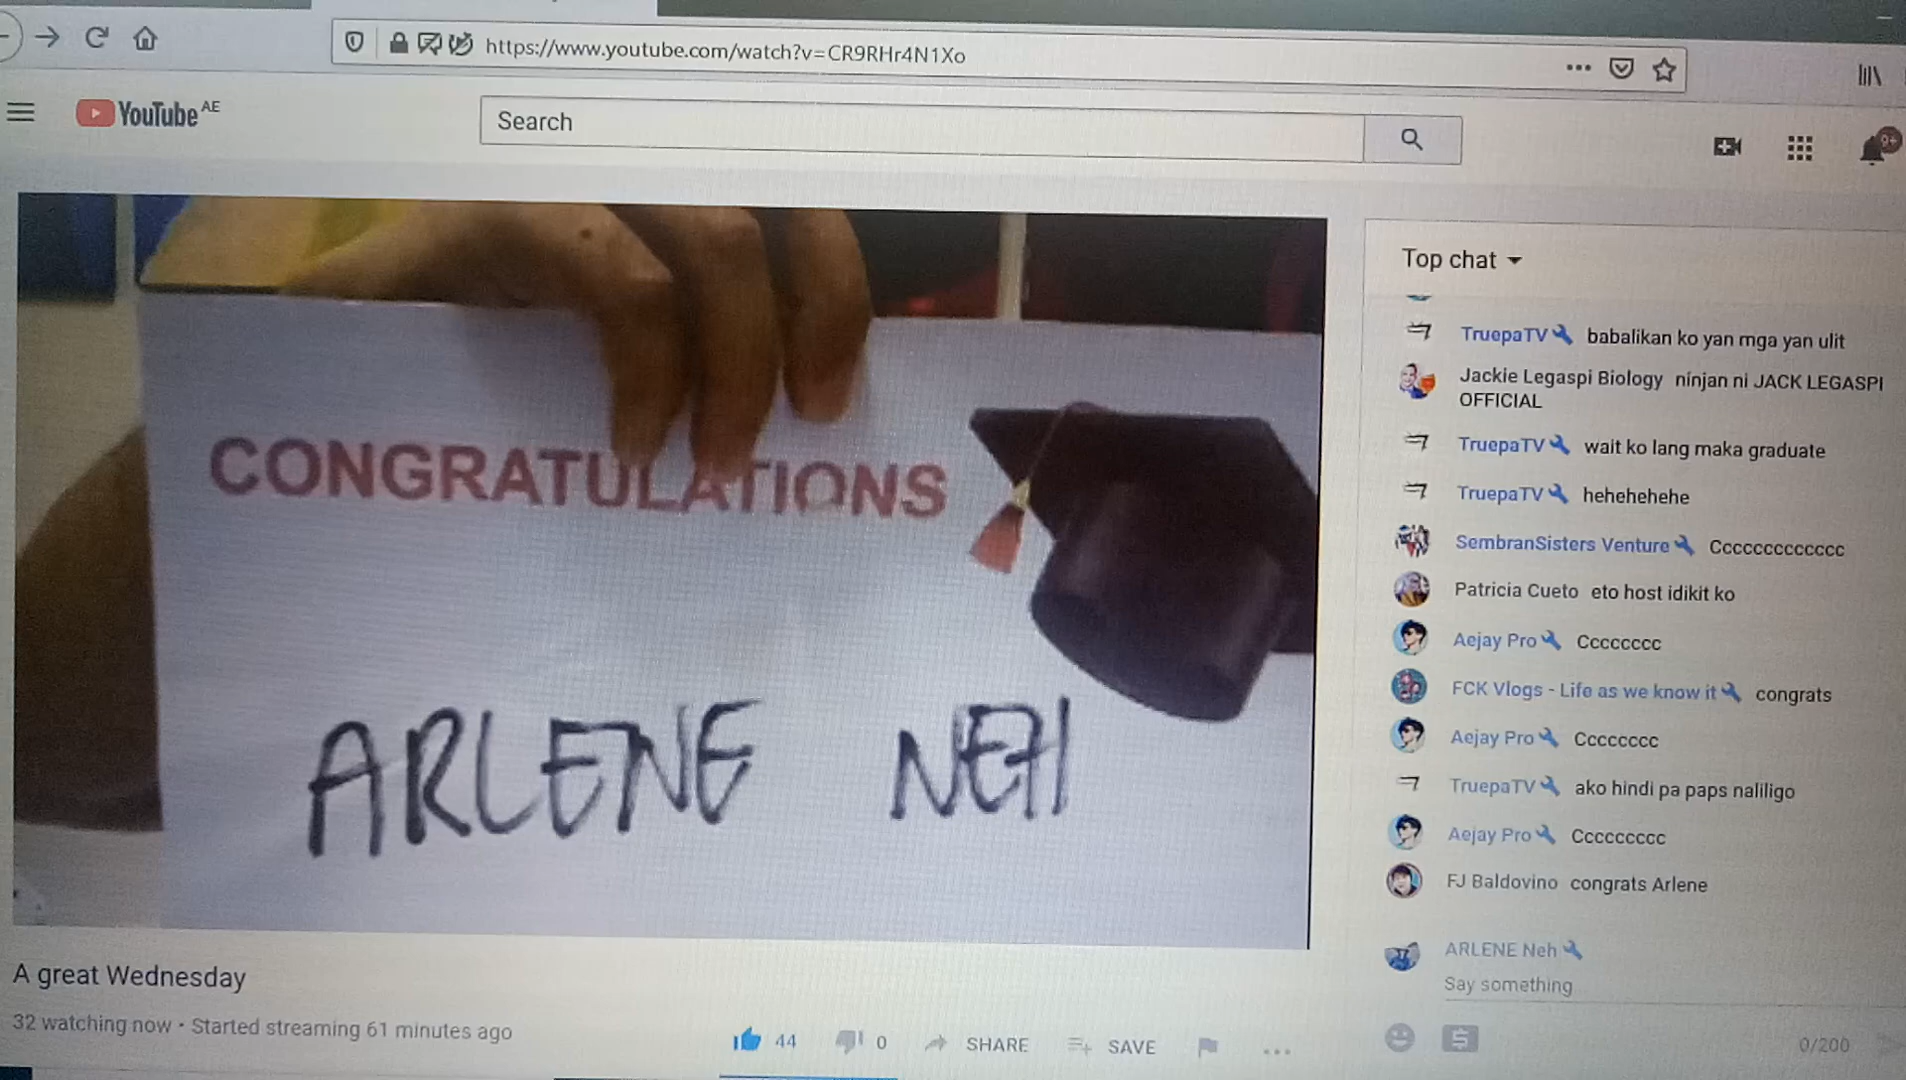 https://www.youtube.com/watch?v=CR9RHr4N1Xo
YouTube AE
Search
9+
CONGRATULATIONS
ARLENE NEH
A great Wednesday
32 watching now • Started streaming 61 minutes ago
44
0
SHARE
SAVE
Top chat
TruepaTV babalikan ko yan mga yan ulit
Jackie Legaspi Biology ninjan ni JACK LEGASPI
OFFICIAL
TruepaTV wait ko lang maka graduate
TruepaTV hehehehehe
SembranSisters Venture Ccccccccccccc
Patricia Cueto eto host idikit ko
Aejay Pro Cccccccc
FCK Vlogs - Life as we know it congrats
Aejay Pro Cccccccc
TruepaTV ako hindi pa paps naliligo
Aejay Pro Ccccccccc
FJ Baldovino congrats Arlene
ARLENE Neh
Say something
0/200